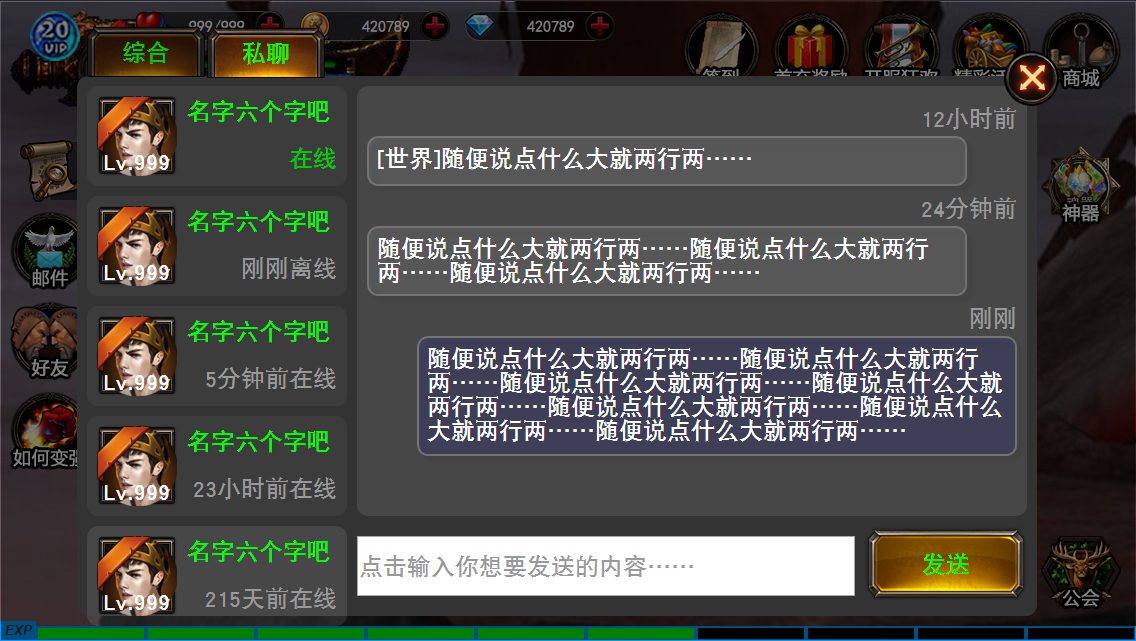 20
VIP
999/999
420789
420789
综合
私聊
签到
首充奖励
开服狂欢
精彩活
商城
名字六个字吧
Lv.999
在线
名字六个字吧
Lv.999
刚刚离线
名字六个字吧
Lv.999
5分钟前在线
名字六个字吧
Lv.999
23小时前在线
名字六个字吧
Lv.999
215天前在线
12小时前
[世界]随便说点什么大就两行两……
24分钟前
随便说点什么大就两行两……随便说点什么大就两行
两……随便说点什么大就两行两……
刚刚
随便说点什么大就两行两……随便说点什么大就两行
两……随便说点什么大就两行两……随便说点什么大就
两行两……随便说点什么大就两行两……随便说点什么
大就两行两……随便说点什么大就两行两……
点击输入你想要发送的内容……
发送
邮件
好友
如何变强
神器
公会
EXP